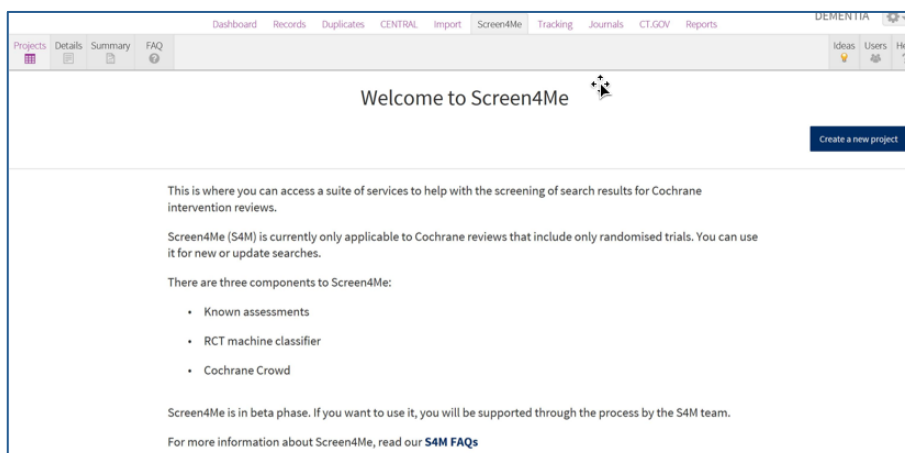 DEMENTIA
Dashboard Records Duplicates CENTRAL Import Screen4Me Tracking Journals CT.GOV Reports
Projects Details Summary FAQ Ideas Users
Welcome to Screen4Me
Create a new project
This is where you can access a suite of services to help with the screening of search results for Cochrane
intervention reviews.
Screen4Me (S4M) is currently only applicable to Cochrane reviews that include only randomised trials. You can use
it for new or update searches.
There are three components to Screen4Me:
• Known assessments
• RCT machine classifier
• Cochrane Crowd
Screen4Me is in beta phase. If you want to use it, you will be supported through the process by the S4M team.
For more information about Screen4Me, read our S4M FAQs